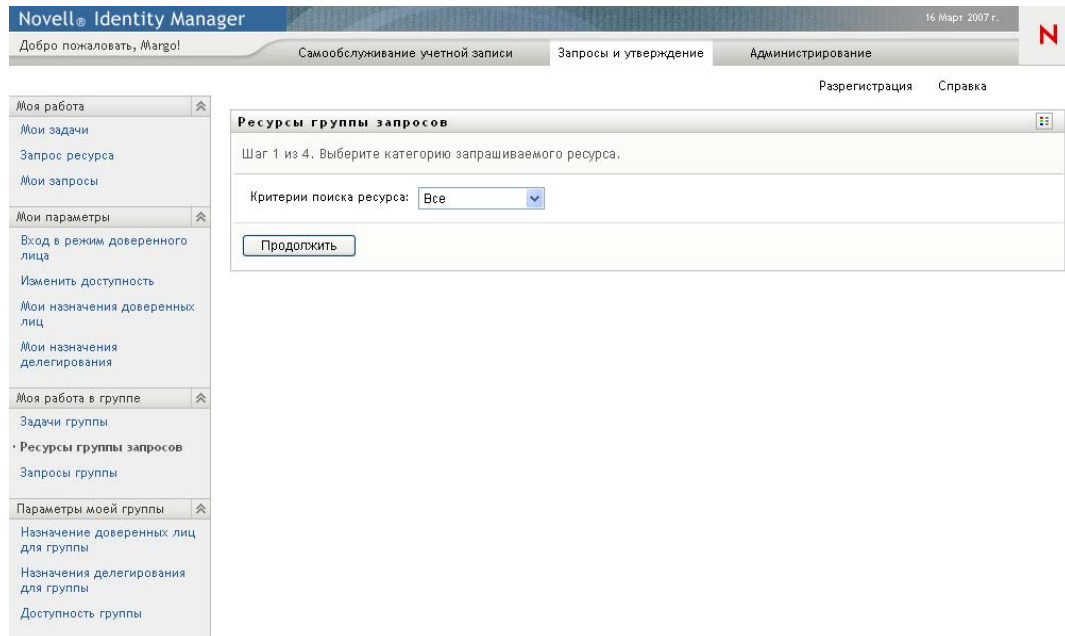 Novell® Identity Manager
16 Март 2007 г.
N
Добро пожаловать, Margo!
Самообслуживание учетной записи
Запросы и утверждение
Администрирование
Разрегистрация
Справка
Моя работа
Мои задачи
Запрос ресурса
Мои запросы
Мои параметры
Вход в режим доверенного
лица
Изменить доступность
Мои назначения доверенных
лиц
Мои назначения
делегирования
Моя работа в группе
Задачи группы
Ресурсы группы запросов
Запросы группы
Параметры моей группы
Назначение доверенных лиц
для группы
Назначения делегирования
для группы
Доступность группы
Ресурсы группы запросов
Шаг 1 из 4. Выберите категорию запрашиваемого ресурса.
Критерии поиска ресурса: Все
Продолжить